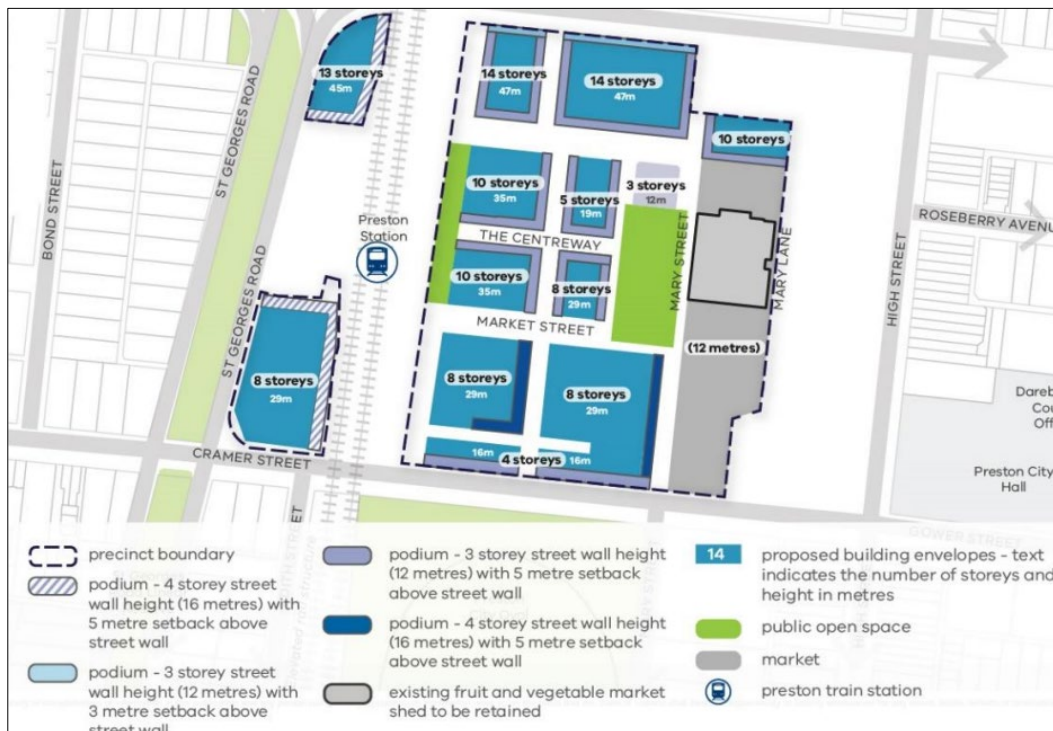 13 storeys
45m
14 storeys
47m
14 storeys
47m
10 storeys
ST GEORGES ROAD
BOND STREET
10 storeys
35m
5 storeys
19m
3 storeys
12m
Preston
Station
THE CENTREWAY
MARY STREET
MARY LANE
HIGH STREET
ROSEBERRY AVENU
10 storeys
35m
8 storeys
29m
MARKET STREET
(12 metres)
ST GEORGES ROAD
8 storeys
29m
8 storeys
29m
8 storeys
29m
16m
4 storeys
16m
CRAMER STREET
Dareb
Cou
Off
Preston City
Hall
GOWER STREET
precinct boundary
podium - 4 storey street
wall height (16 metres) with
5 metre setback above
street wall
podium - 3 storey street
wall height (12 metres) with
3 metre setback above
street wall
podium - 3 storey street wall height
(12 metres) with 5 metre setback
above street wall
podium - 4 storey street wall height
(16 metres) with 5 metre setback
above street wall
existing fruit and vegetable market
shed to be retained
14
proposed building envelopes - text
indicates the number of storeys and
height in metres
public open space
market
preston train station